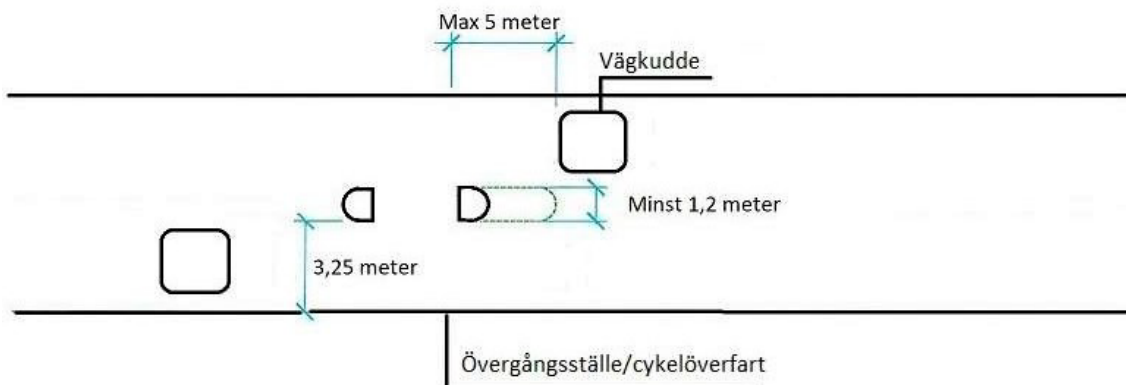 Max 5 meter
Vägkudde
Minst 1,2 meter
3,25 meter
Övergångsställe/cykelöverfart